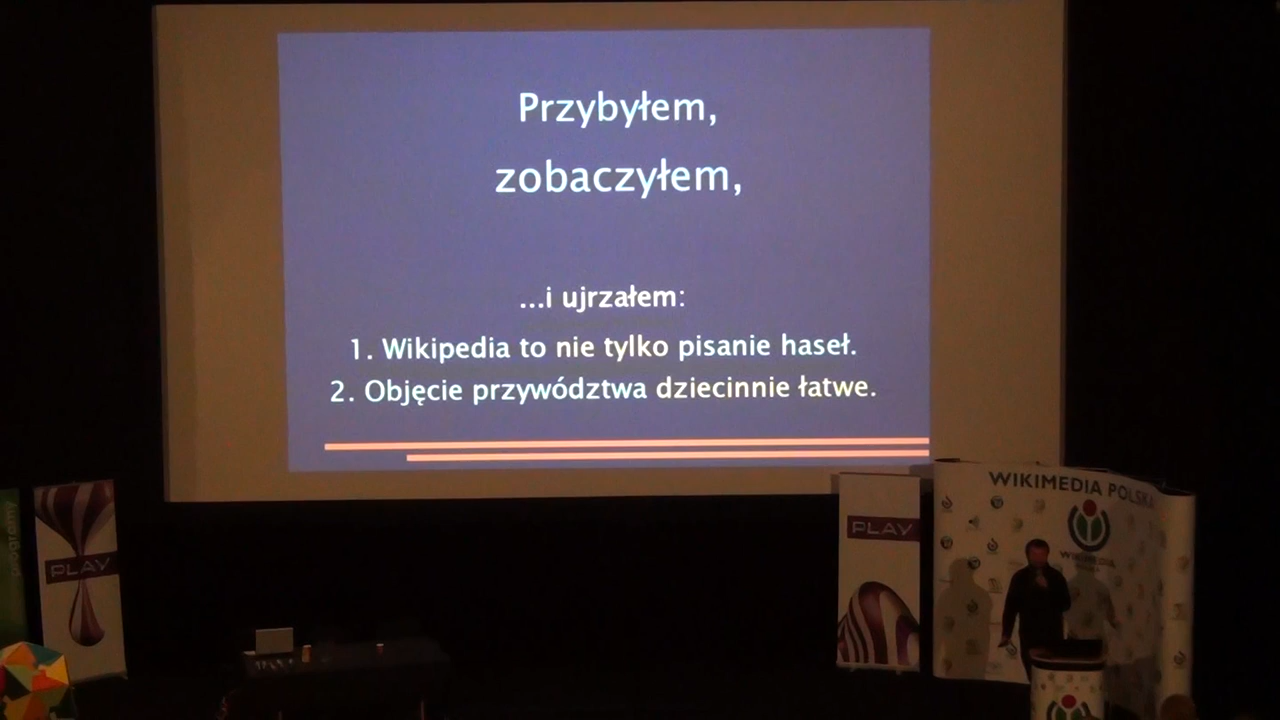 Przybyłem,
zobaczyłem,
...i ujrzałem:
1. Wikipedia to nie tylko pisanie haseł.
2. Objęcie przywództwa dziecinnie łatwe.
WIKIMEDIA POLSKA
PLAY
PLAY
WIKIMEDIA